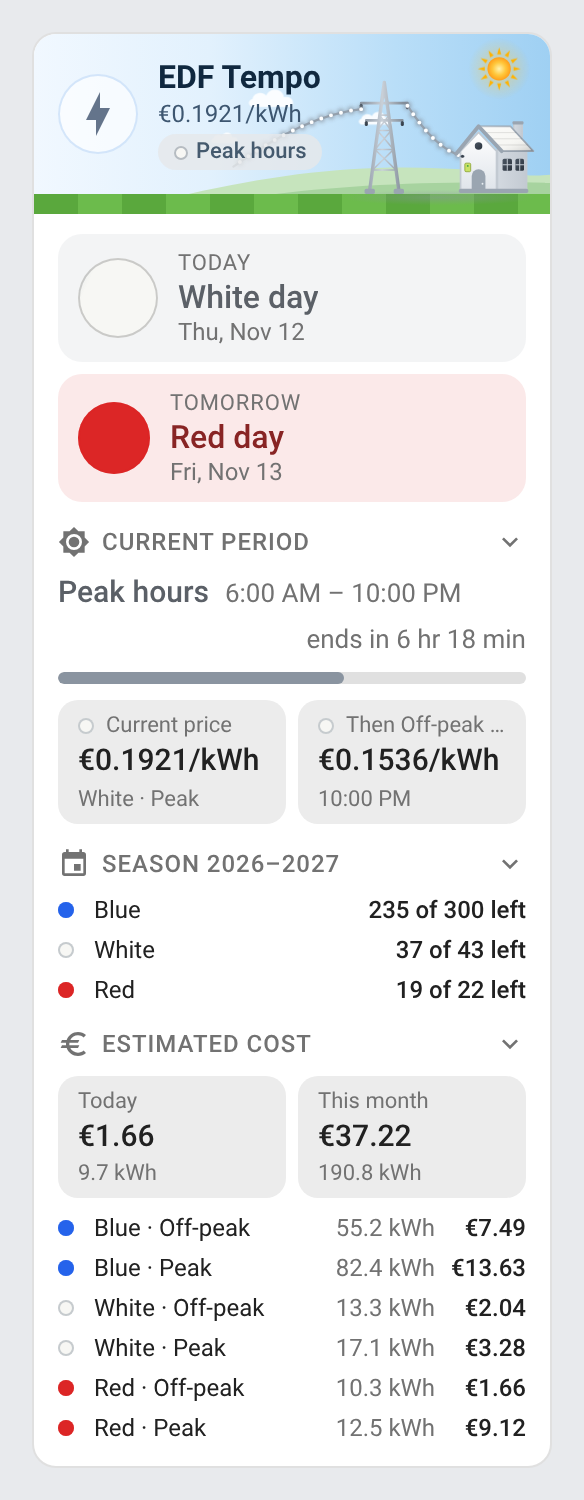 EDF Tempo
€0.1921/kWh
Peak hours
TODAY
White day
Thu, Nov 12
TOMORROW
Red day
Fri, Nov 13
CURRENT PERIOD
Peak hours 6:00 AM – 10:00 PM
ends in 6 hr 18 min
Current price
€0.1921/kWh
White · Peak
Then Off-peak ...
€0.1536/kWh
10:00 PM
SEASON 2026–2027
Blue 235 of 300 left
White 37 of 43 left
Red 19 of 22 left
ESTIMATED COST
Today
€1.66
9.7 kWh
This month
€37.22
190.8 kWh
Blue · Off-peak 55.2 kWh €7.49
Blue · Peak 82.4 kWh €13.63
White · Off-peak 13.3 kWh €2.04
White · Peak 17.1 kWh €3.28
Red · Off-peak 10.3 kWh €1.66
Red · Peak 12.5 kWh €9.12